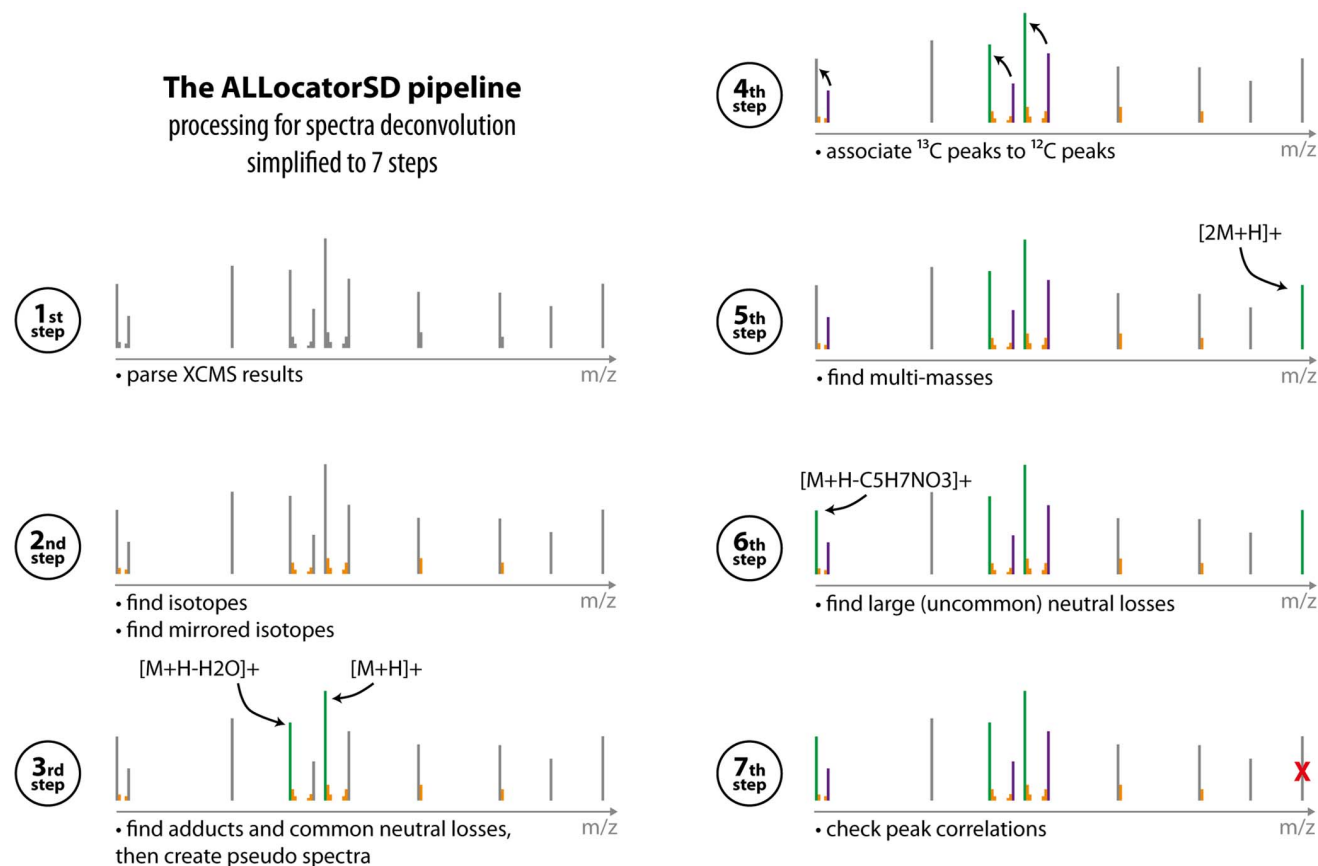 The ALLocatorSD pipeline
processing for spectra deconvolution
simplified to 7 steps
1st
step
m/z
• parse XCMS results
2nd
step
m/z
• find isotopes
• find mirrored isotopes
[M+H-H2O]+
[M+H]+
3rd
step
m/z
• find adducts and common neutral losses,
then create pseudo spectra
4th
step
m/z
• associate ¹³C peaks to ¹²C peaks
[2M+H]+
5th
step
m/z
• find multi-masses
[M+H-C5H7NO3]+
6th
step
m/z
• find large (uncommon) neutral losses
7th
step
X
m/z
• check peak correlations